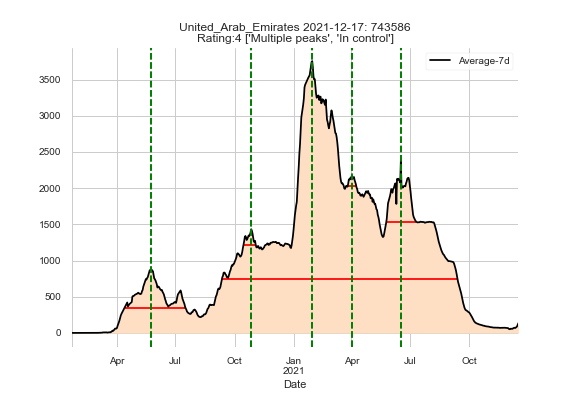 United_Arab_Emirates 2021-12-17: 743586
Rating:4 ['Multiple peaks', 'In control']
Average-7d
3500
3000
2500
2000
1500
1000
500
0
Apr Jul Oct Jan Apr Jul Oct
2021
Date